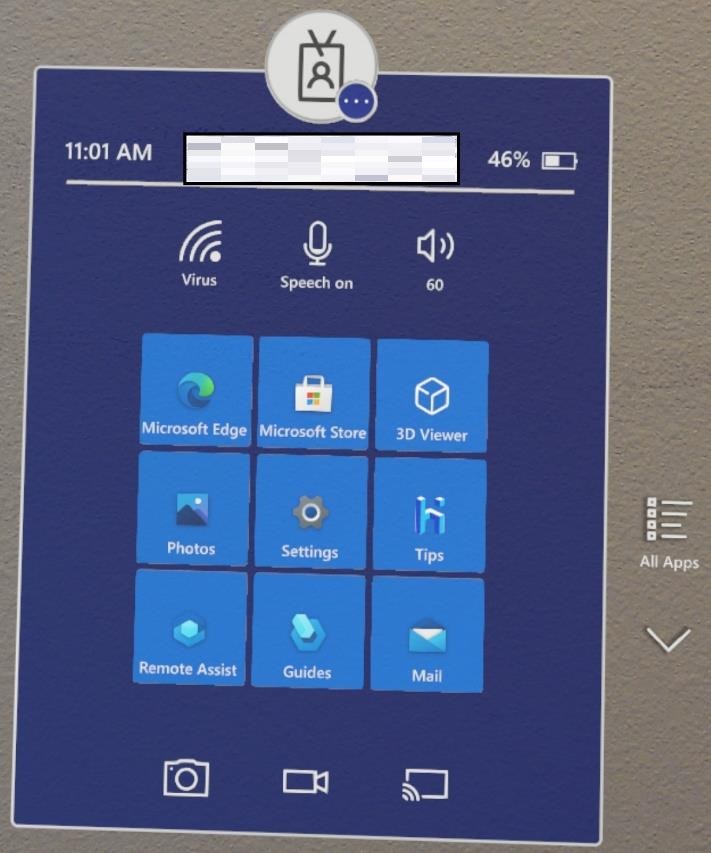 11:01 AM 46%
Virus Speech on 60
Microsoft Edge Microsoft Store 3D Viewer
Photos Settings Tips
All Apps
Remote Assist Guides Mail